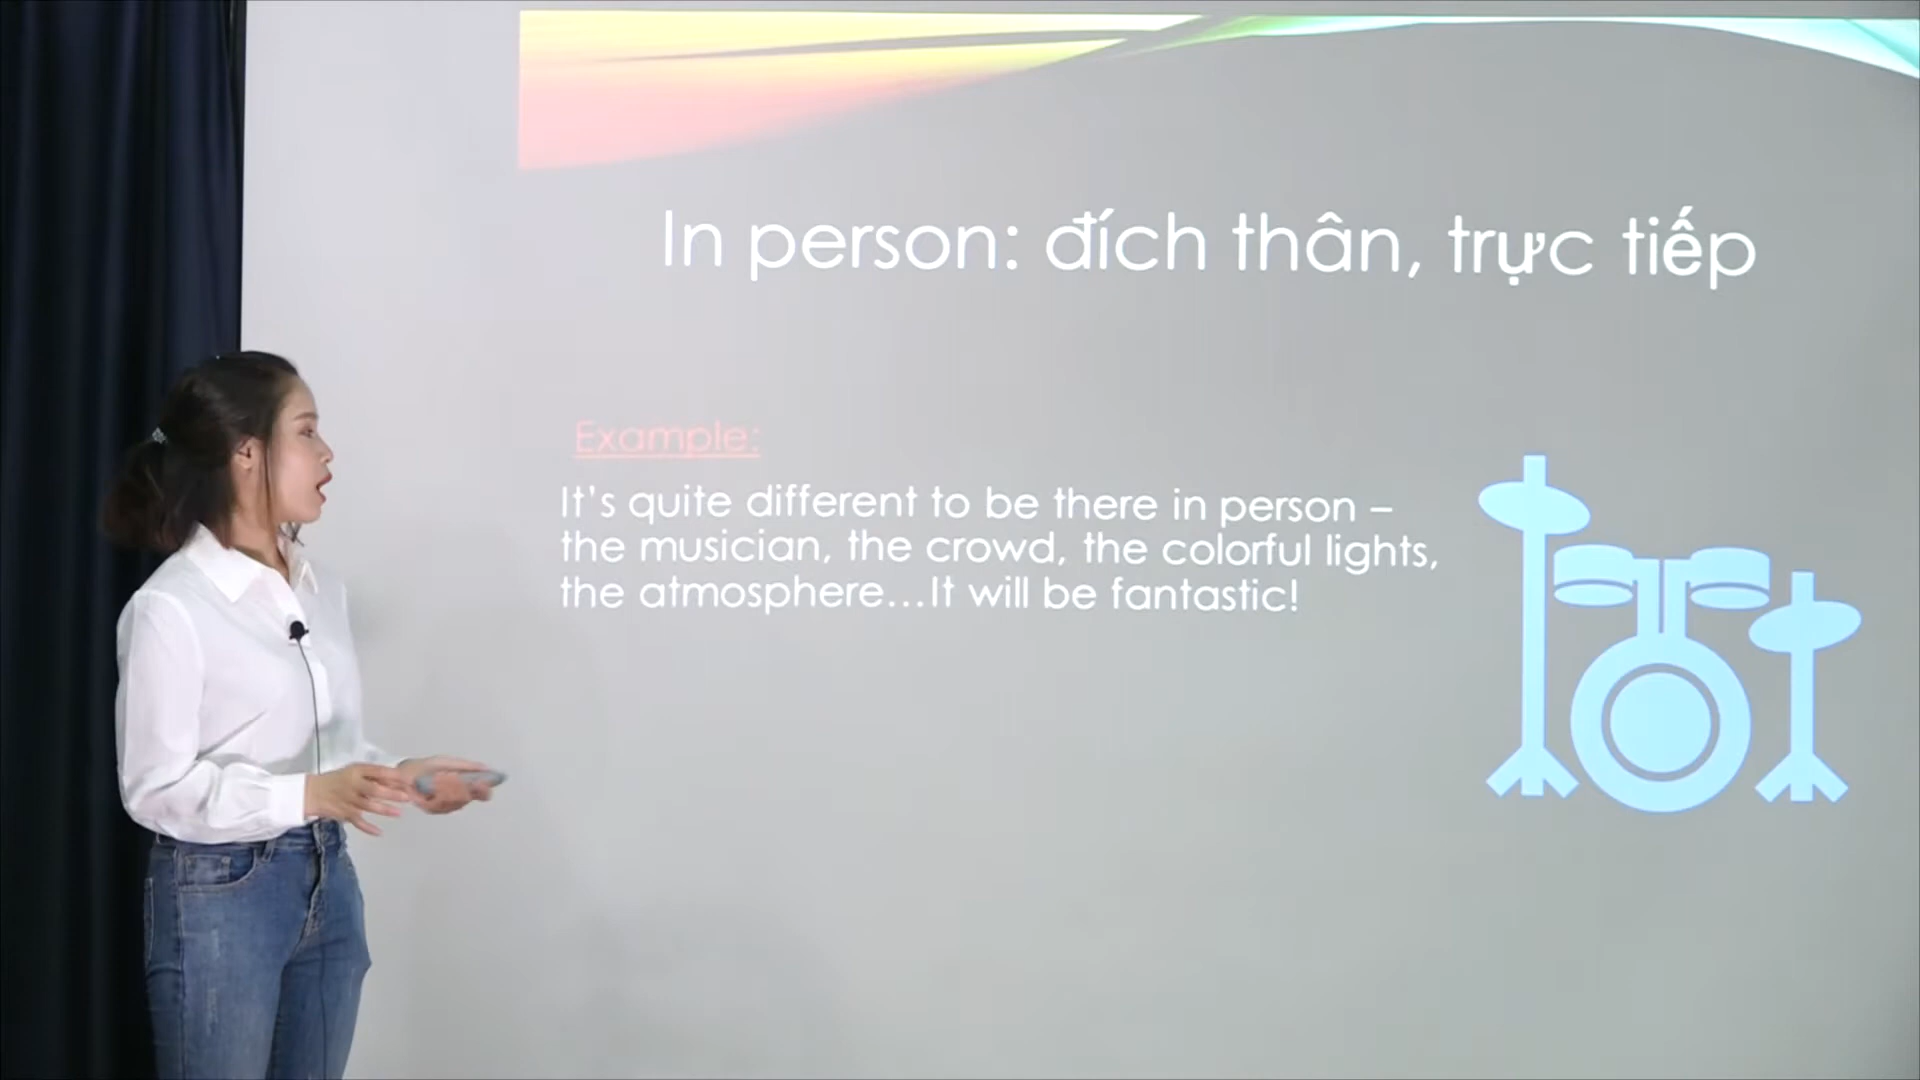 In person: đích thân, trực tiếp
Example:
It's quite different to be there in person –
the musician, the crowd, the colorful lights,
the atmosphere...It will be fantastic!